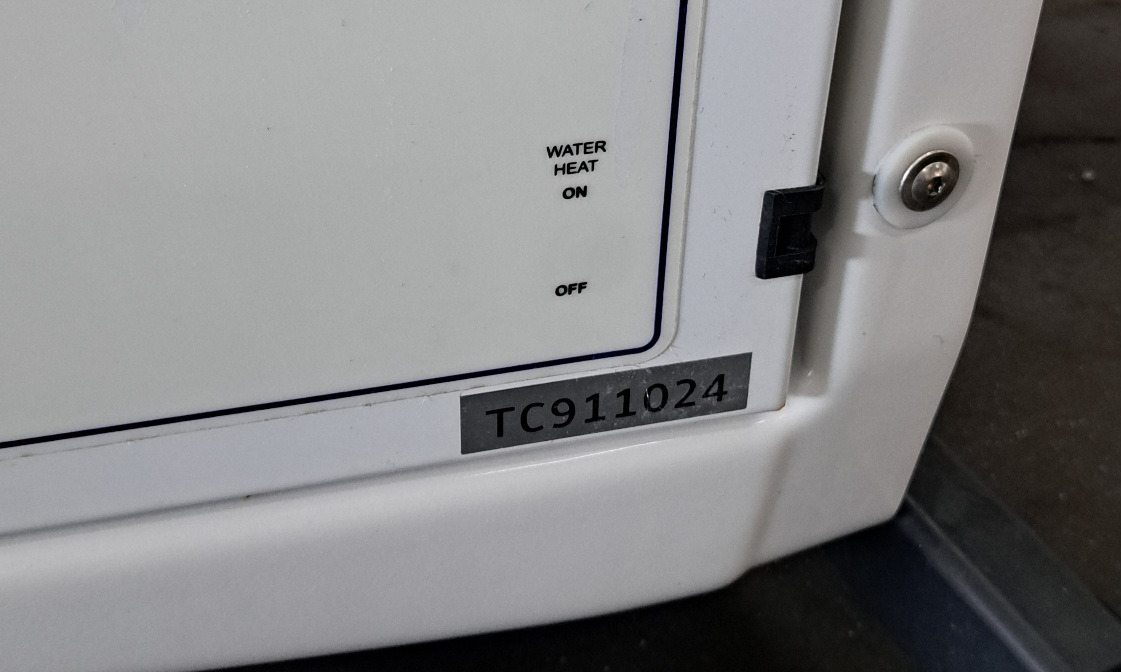 WATER
HEAT
ON
OFF
TC911024